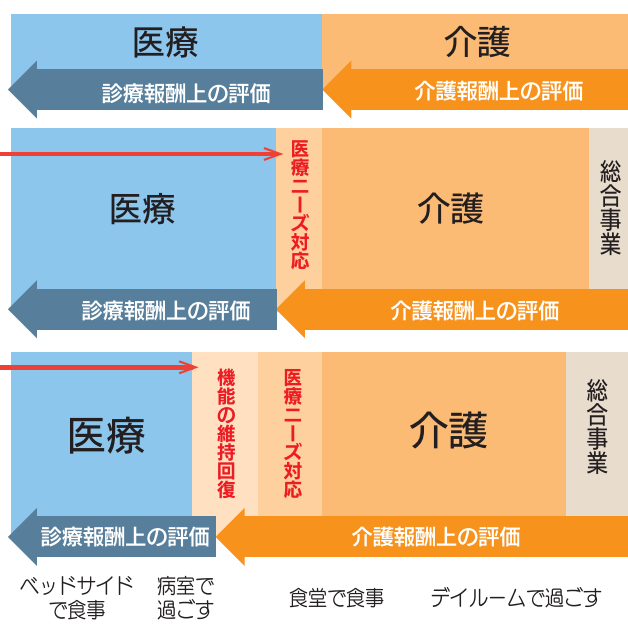 医療
介護
診療報酬上の評価
介護報酬上の評価
医療
医療ニーズ対応
介護
総合事業
診療報酬上の評価
介護報酬上の評価
医療
機能の維持回復
医療ニーズ対応
介護
総合事業
診療報酬上の評価
介護報酬上の評価
ベッドサイド
で食事
病室で
過ごす
食堂で食事
デイルームで過ごす